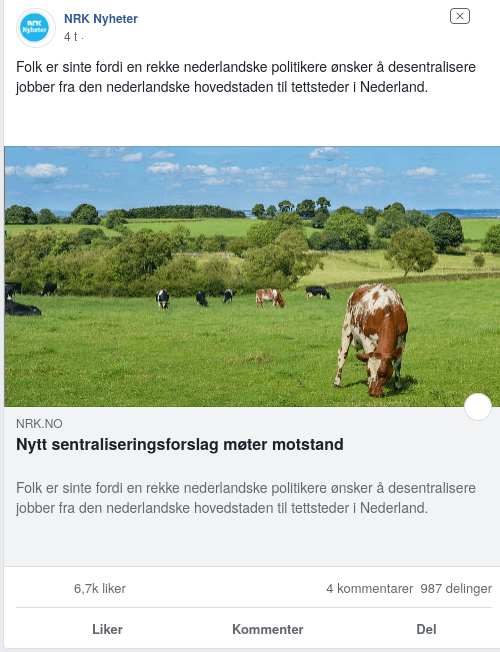 NRK
Nyheter
NRK Nyheter
4 t ·
Folk er sinte fordi en rekke nederlandske politikere ønsker å desentralisere
jobber fra den nederlandske hovedstaden til tettsteder i Nederland.
NRK.NO
Nytt sentraliseringsforslag møter motstand
Folk er sinte fordi en rekke nederlandske politikere ønsker å desentralisere
jobber fra den nederlandske hovedstaden til tettsteder i Nederland.
6,7k liker 4 kommentarer 987 delinger
Liker Kommenter Del